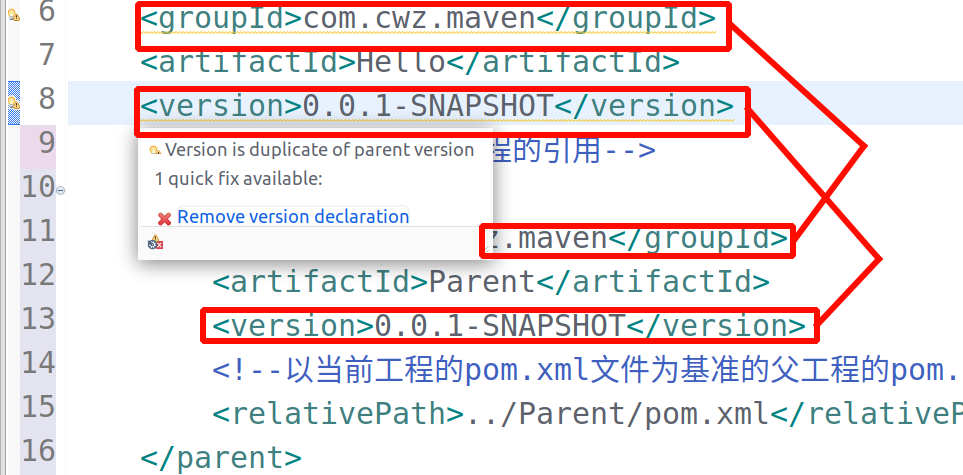 6 <groupId>com.cwz.maven</groupId>
7 <artifactId>Hello</artifactId>
8 <version>0.0.1-SNAPSHOT</version>
9 程的引用-->
Version is duplicate of parent version
1 quick fix available:
10
Remove version declaration
11 z.maven</groupId>
12 <artifactId>Parent</artifactId>
13 <version>0.0.1-SNAPSHOT</version>
14 <!--以当前工程的pom.xml文件为基准的父工程的pom.
15 <relativePath>../Parent/pom.xml</relativeP
16 </parent>